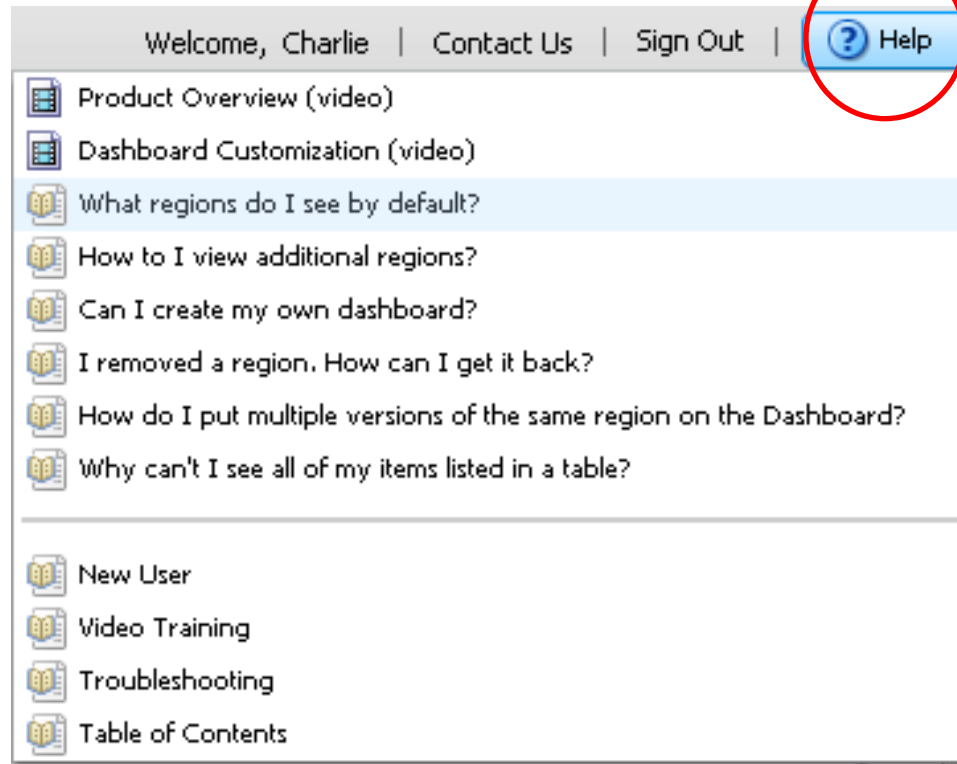 Welcome, Charlie | Contact Us | Sign Out | ? Help
Product Overview (video)
Dashboard Customization (video)
What regions do I see by default?
How to I view additional regions?
Can I create my own dashboard?
I removed a region. How can I get it back?
How do I put multiple versions of the same region on the Dashboard?
Why can't I see all of my items listed in a table?
New User
Video Training
Troubleshooting
Table of Contents